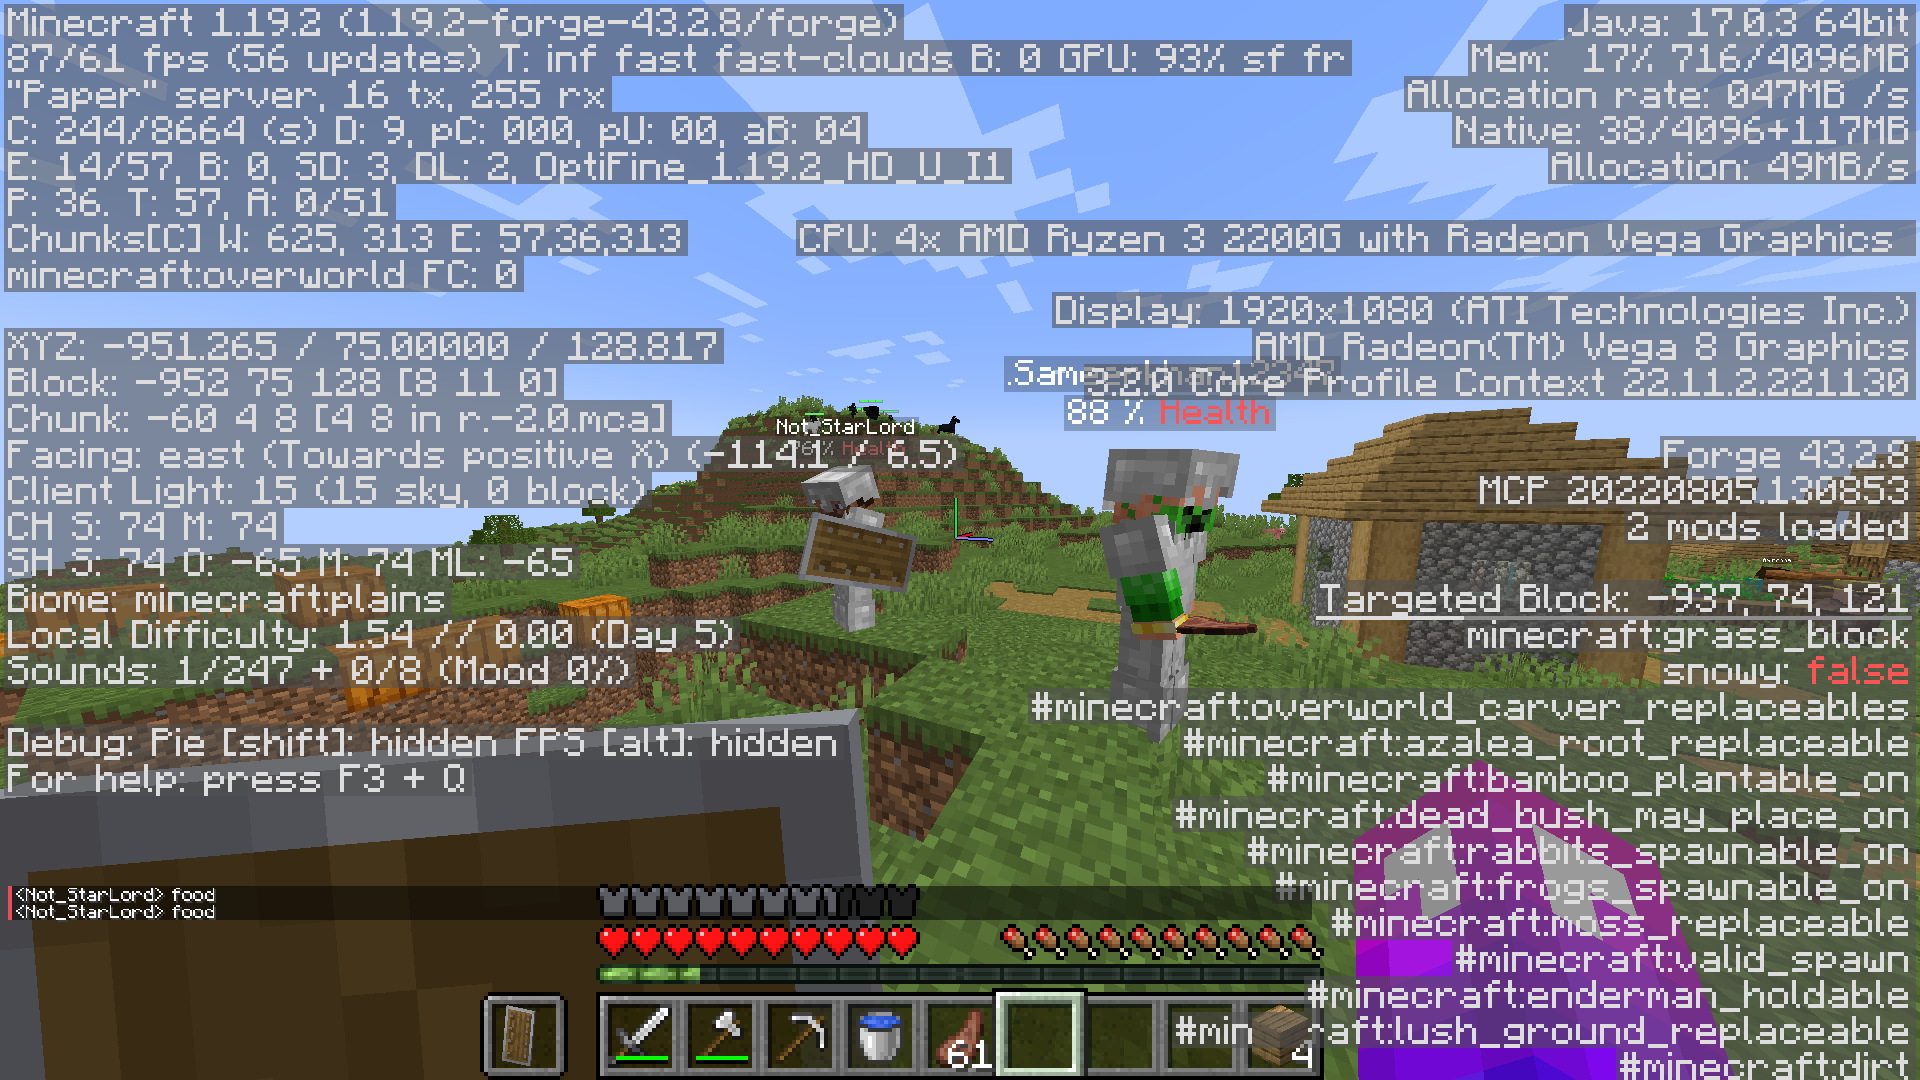 Minecraft 1.19.2 (1.19.2-forge-43.2.8/forge)
87/61 fps (56 updates) T: inf fast fast-clouds B: 0 GPU: 93% sf fr
"Paper" server, 16 tx, 255 rx
C: 244/8664 (s) D: 9, pC: 000, pU: 00, aB: 04
E: 14/57, B: 0, SD: 3, DL: 2, OptiFine_1.19.2_HD_U_I1
P: 36. T: 57, A: 0/51
Chunks[C] W: 625, 313 E: 57,36,313
minecraft:overworld FC: 0
XYZ: -951.265 / 75.00000 / 128.817
Block: -952 75 128 [8 11 0]
Chunk: -60 4 8 [4 8 in r.-2.0.mca]
Facing: east (Towards positive X) (-114.1 / 6.5)
Client Light: 15 (15 sky, 0 block)
CH S: 74 M: 74
SH S: 74 O: -65 M: 74 ML: -65
Biome: minecraft:plains
Local Difficulty: 1.54 // 0.00 (Day 5)
Sounds: 1/247 + 0/8 (Mood 0%)
Debug: Pie [shift]: hidden FPS [alt]: hidden
For help: press F3 + Q
Java: 17.0.3 64bit
Mem: 17% 716/4096MB
Allocation rate: 047MB /s
Native: 38/4096+117MB
Allocation: 49MB/s
CPU: 4x AMD Ryzen 3 2200G with Radeon Vega Graphics
Display: 1920x1080 (ATI Technologies Inc.)
AMD Radeon(TM) Vega 8 Graphics
3.2.0 Core Profile Context 22.11.2.221130
Forge 43.2.8
MCP 20220805.130853
2 mods loaded
Targeted Block: -937, 74, 121
minecraft:grass_block
snowy: false
#minecraft:overworld_carver_replaceables
#minecraft:azalea_root_replaceable
#minecraft:bamboo_plantable_on
#minecraft:dead_bush_may_place_on
#minecraft:rabbits_spawnable_on
#minecraft:frogs_spawnable_on
#minecraft:moss_replaceable
#minecraft:valid_spawn
#minecraft:enderman_holdable
#minecraft:lush_ground_replaceable
#minecraft:dirt
88 % Health
Not_StarLord
<Not_StarLord> food
<Not_StarLord> food
61
4